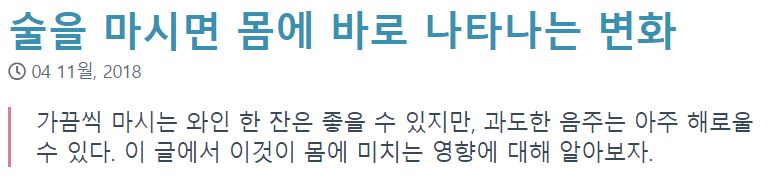 술을 마시면 몸에 바로 나타나는 변화
04 11월, 2018
가끔씩 마시는 와인 한 잔은 좋을 수 있지만, 과도한 음주는 아주 해로울
수 있다. 이 글에서 이것이 몸에 미치는 영향에 대해 알아보자.